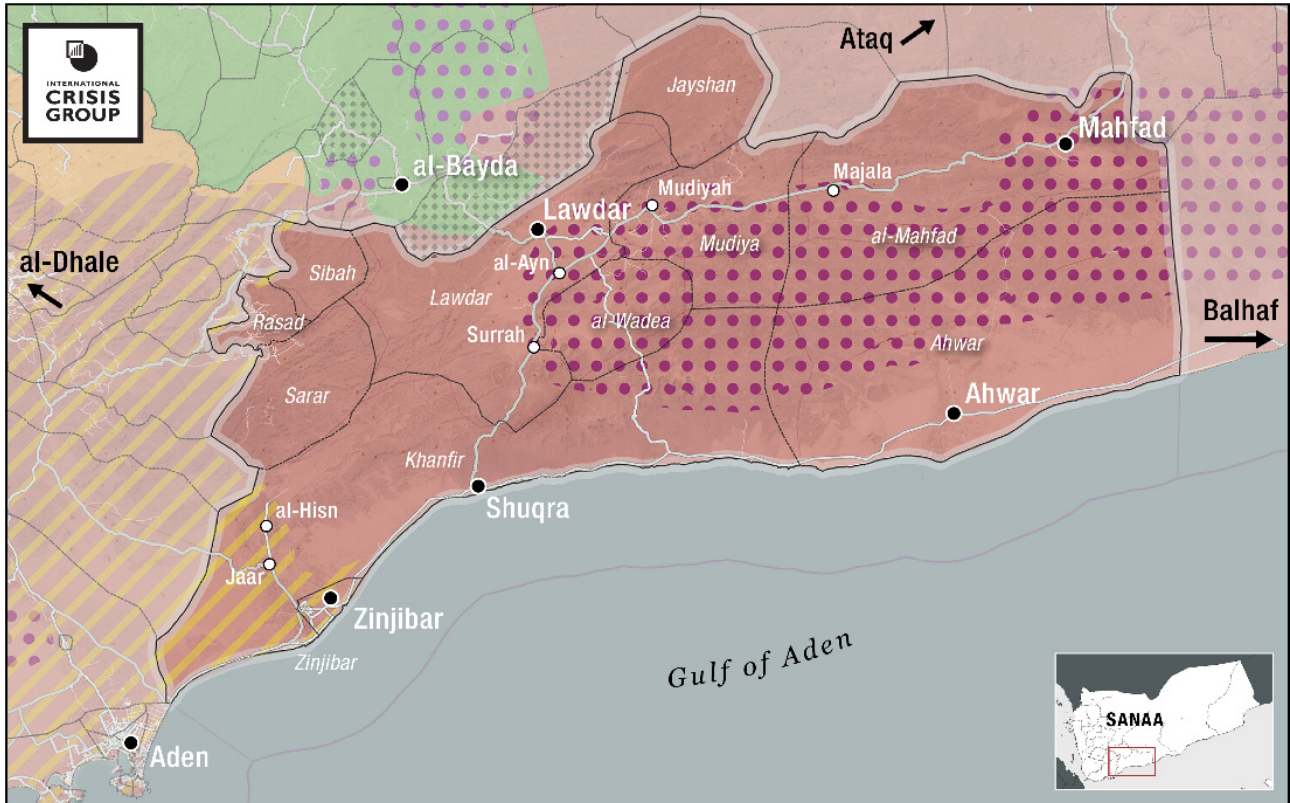 INTERNATIONAL
CRISIS
GROUP
Ataq
Jayshan
Mahfad
al-Bayda
Mudiyah
Majala
Lawdar
Mudiya
al-Mahfad
al-Dhale
Sibah
al-Ayn
Lawdar
Rasad
al-Wadea
Balhaf
Surrah
Ahwar
Sarar
Ahwar
Khanfir
Shuqra
al-Hisn
Jaar
Zinjibar
Zinjibar
Gulf of Aden
SANAA
Aden